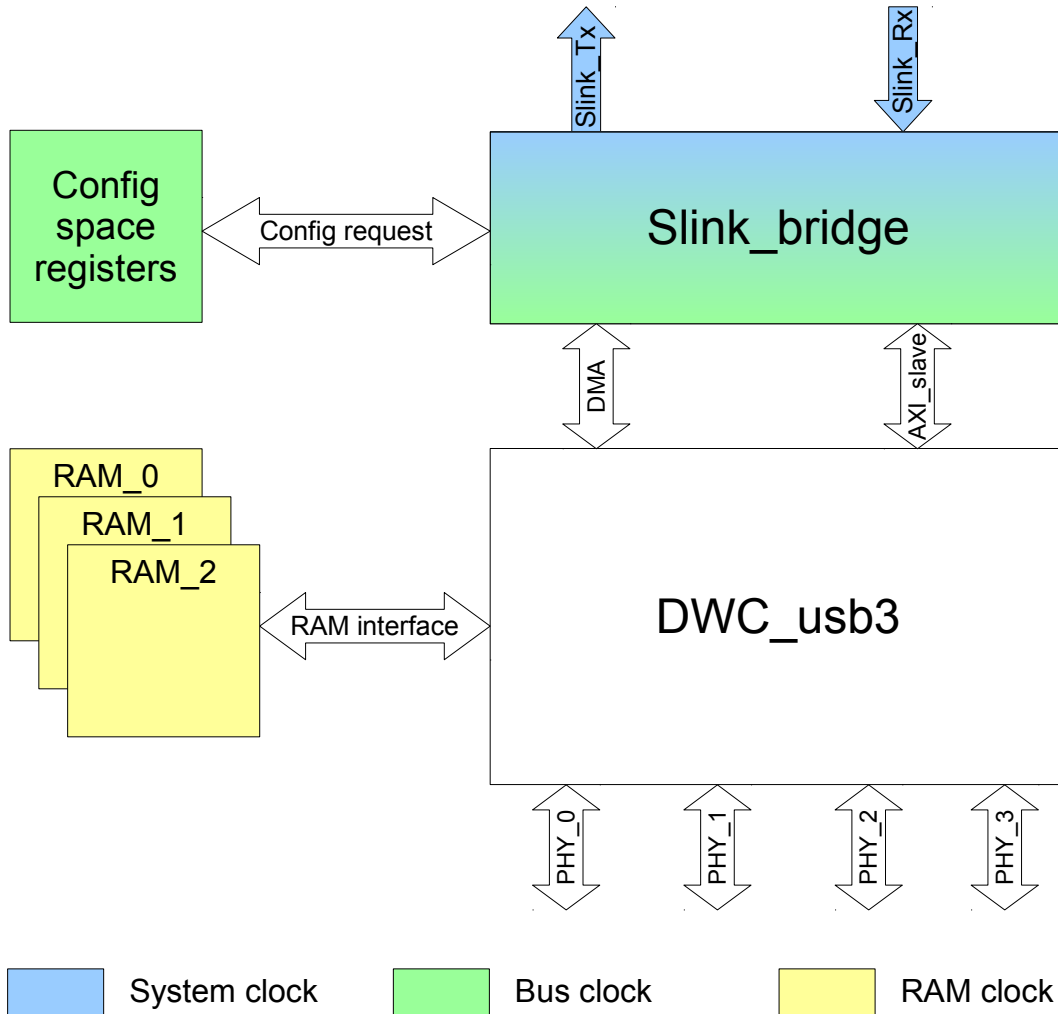 Slink_Tx
Slink_Rx
Config
space
registers
Config request
Slink_bridge
DMA
AXI_slave
RAM_0
RAM_1
RAM_2
RAM interface
DWC_usb3
PHY_0
PHY_1
PHY_2
PHY_3
System clock
Bus clock
RAM clock